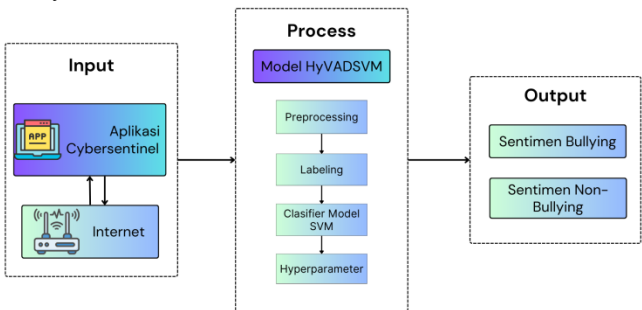 Input
APP
Aplikasi
Cybersentinel
Internet
Process
Model HyVADSVM
Preprocessing
Labeling
Clasifier Model
SVM
Hyperparameter
Output
Sentimen Bullying
Sentimen Non-
Bullying